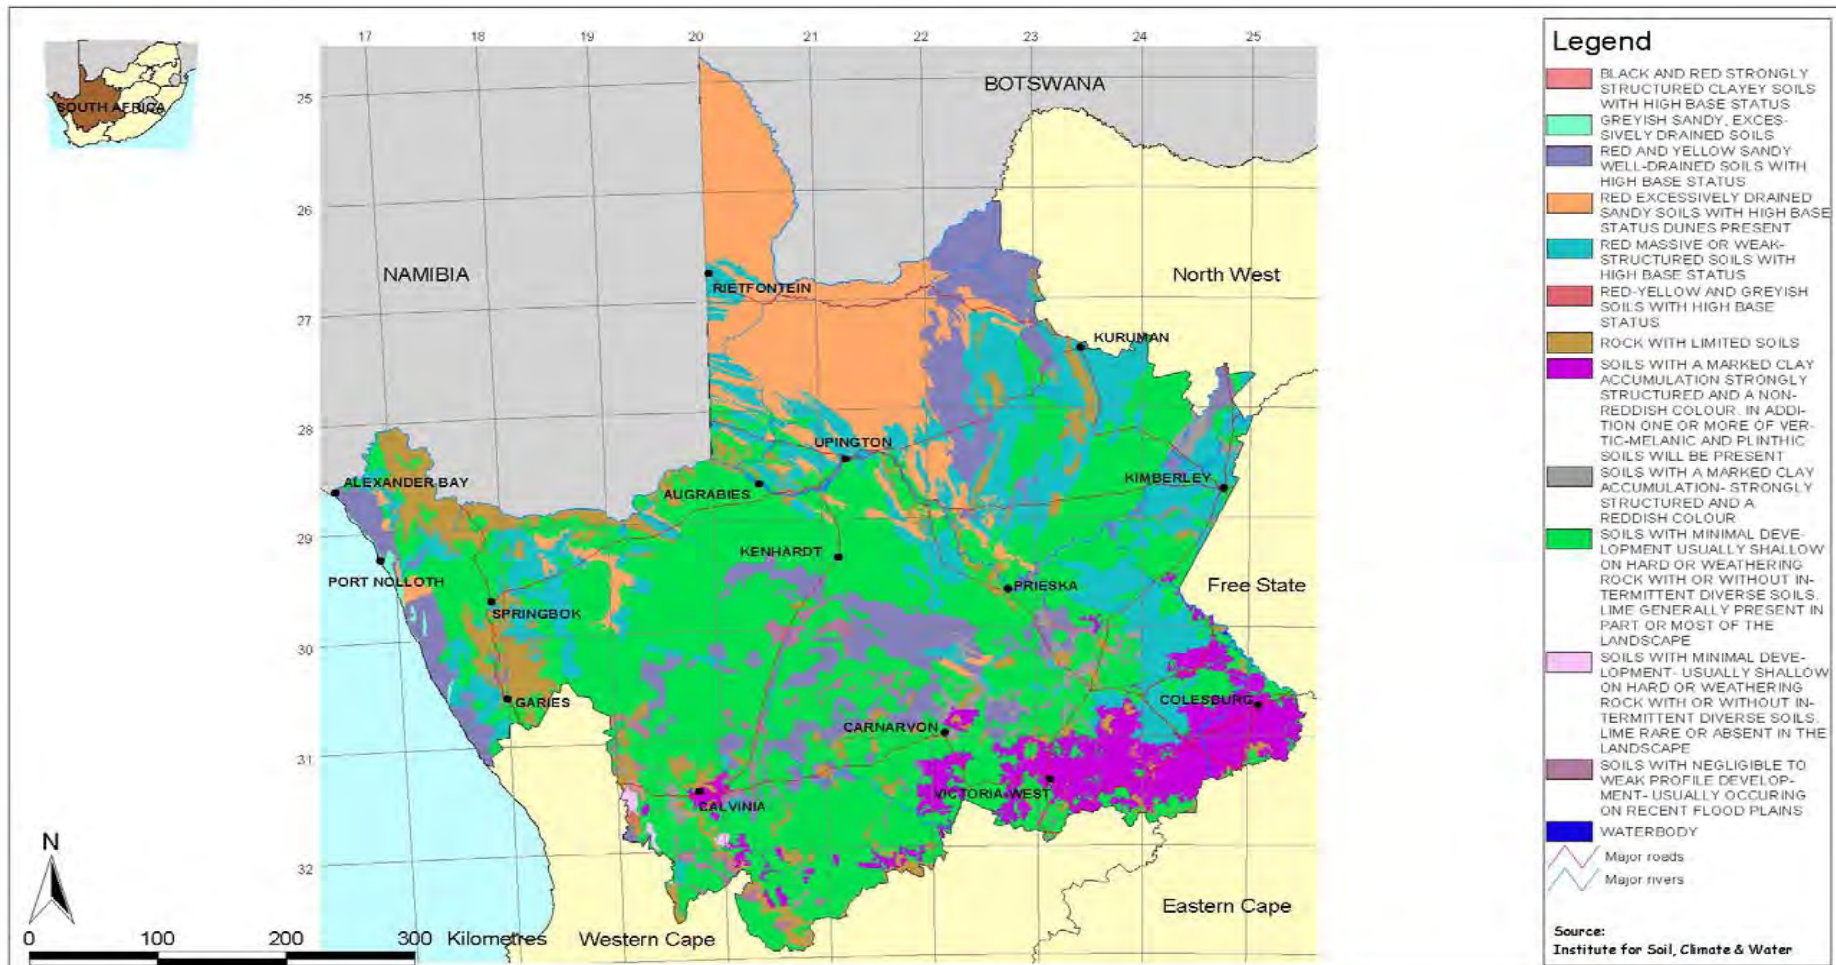 17 18 19 20 21 22 23 24 25
25
26
27
28
29
30
31
32
SOUTH AFRICA
BOTSWANA
NAMIBIA
North West
RIETFONTEIN
KURUMAN
UPINGTON
ALEXANDER BAY
AUGRABIES
KIMBERLEY
KENHARDT
PORT NOLLOTH
PRIESKA
Free State
SPRINGBOK
GARIES
COLESBURG
CARNARVON
VICTORIA-WEST
CALVINIA
Eastern Cape
Western Cape
N
0 100 200 300 Kilometres
Legend
BLACK AND RED STRONGLY
STRUCTURED CLAYEY SOILS
WITH HIGH BASE STATUS
GREYISH SANDY, EXCES-
SIVELY DRAINED SOILS
RED AND YELLOW SANDY
WELL-DRAINED SOILS WITH
HIGH BASE STATUS
RED EXCESSIVELY DRAINED
SANDY SOILS WITH HIGH BASE
STATUS DUNES PRESENT
RED MASSIVE OR WEAK-
STRUCTURED SOILS WITH
HIGH BASE STATUS
RED-YELLOW AND GREYISH
SOILS WITH HIGH BASE
STATUS
ROCK WITH LIMITED SOILS
SOILS WITH A MARKED CLAY
ACCUMULATION STRONGLY
STRUCTURED AND A NON-
REDDISH COLOUR. IN ADDI-
TION ONE OR MORE OF VER-
TIC-MELANIC AND PLINTHIC
SOILS WILL BE PRESENT
SOILS WITH A MARKED CLAY
ACCUMULATION- STRONGLY
STRUCTURED AND A
REDDISH COLOUR
SOILS WITH MINIMAL DEVE-
LOPMENT USUALLY SHALLOW
ON HARD OR WEATHERING
ROCK WITH OR WITHOUT IN-
TERMITTENT DIVERSE SOILS.
LIME GENERALLY PRESENT IN
PART OR MOST OF THE
LANDSCAPE
SOILS WITH MINIMAL DEVE-
LOPMENT- USUALLY SHALLOW
ON HARD OR WEATHERING
ROCK WITH OR WITHOUT IN-
TERMITTENT DIVERSE SOILS.
LIME RARE OR ABSENT IN THE
LANDSCAPE
SOILS WITH NEGLIGIBLE TO
WEAK PROFILE DEVELOP-
MENT- USUALLY OCCURING
ON RECENT FLOOD PLAINS
WATERBODY
Major roads
Major rivers
Source:
Institute for Soil, Climate & Water